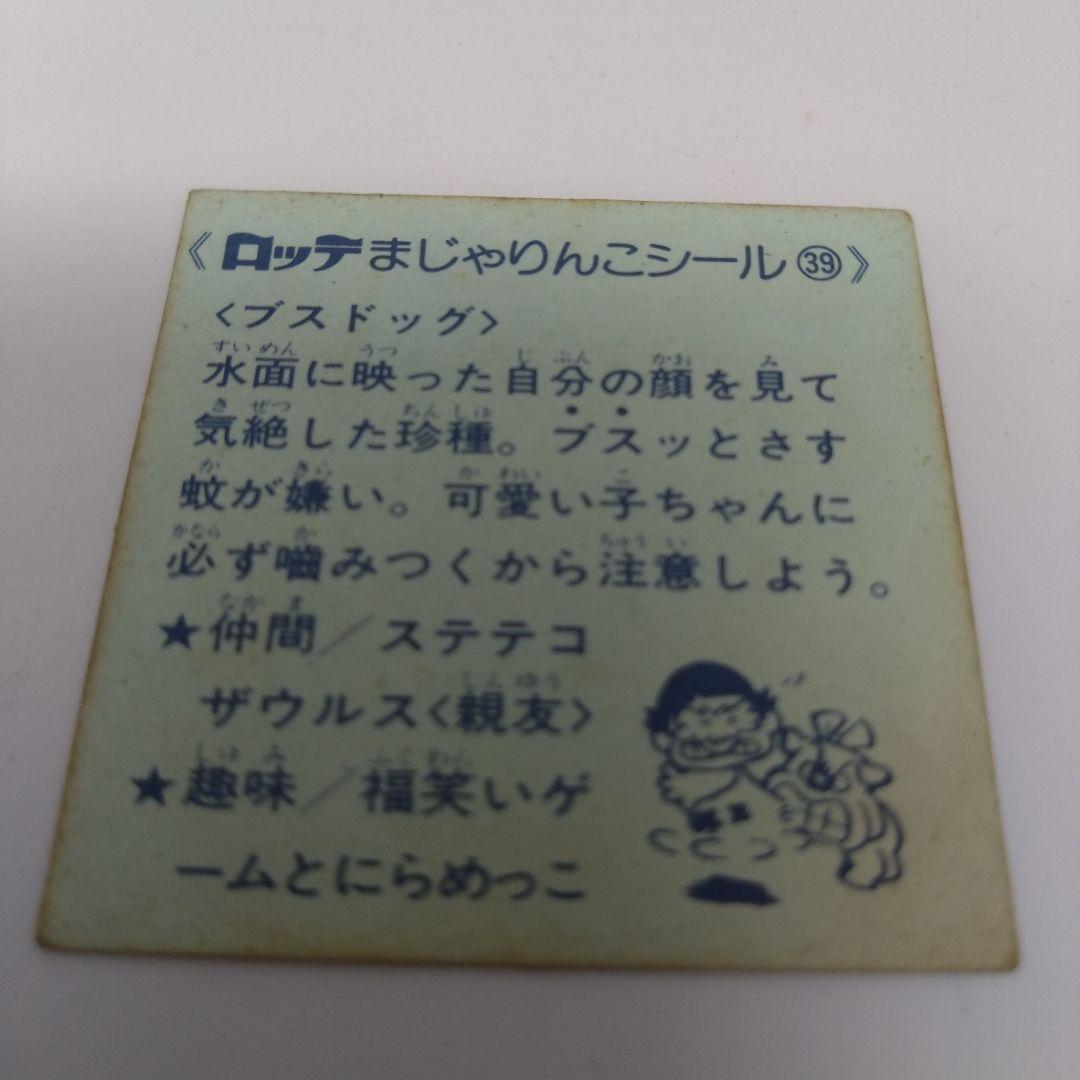 《ロッテまじゃりんこシール㊴》
<ブスドッグ>
水面に映った自分の顔を見て
気絶した珍種。ブスッとさす
蚊が嫌い。可愛い子ちゃんに
必ず嚙みつくから注意しよう。
★仲間/ステテコ
ザウルス<親友>
★趣味/福笑いゲ
ームとにらめっこ